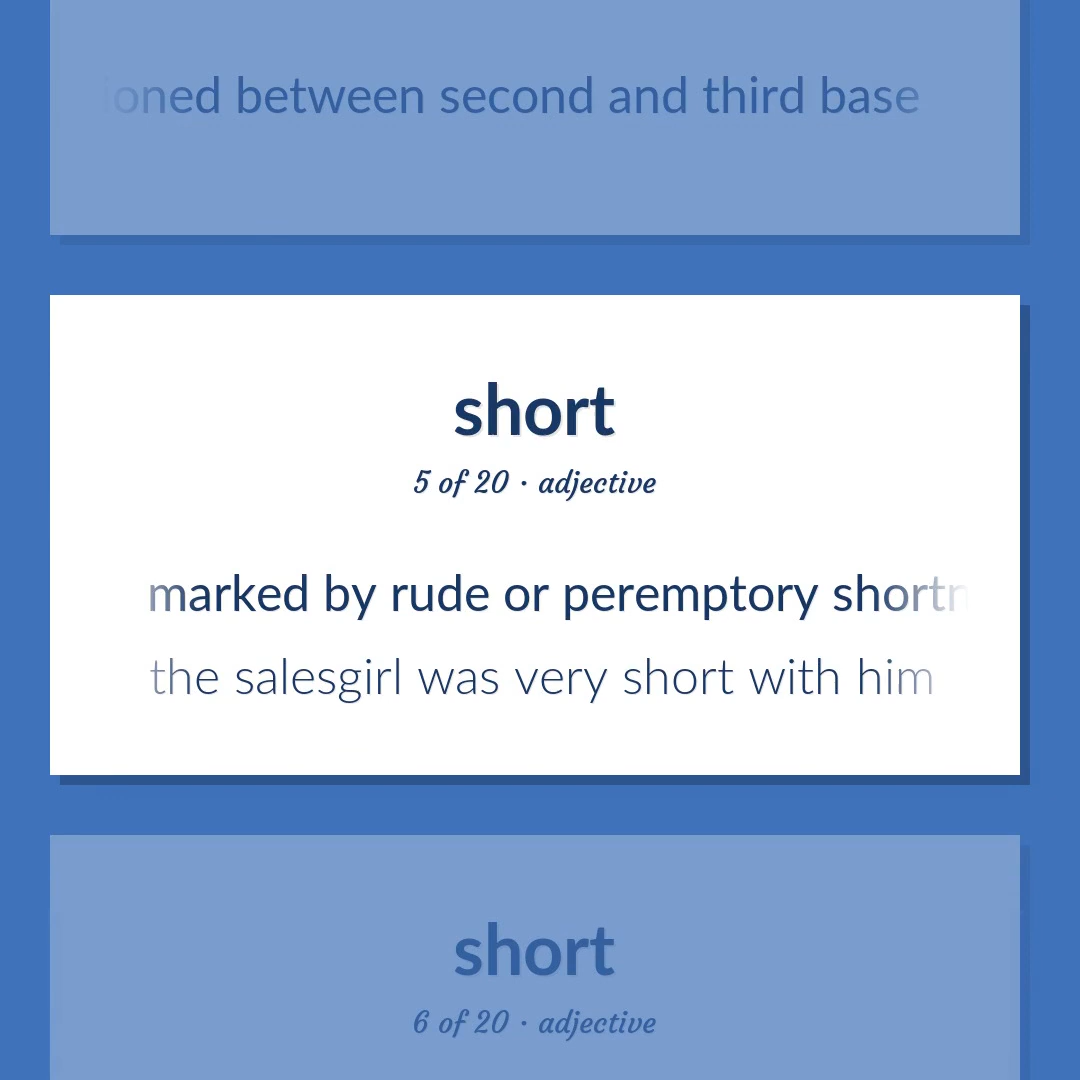 ioned between second and third base
short
5 of 20 · adjective
marked by rude or peremptory shortn
the salesgirl was very short with him
short
6 of 20 · adjective